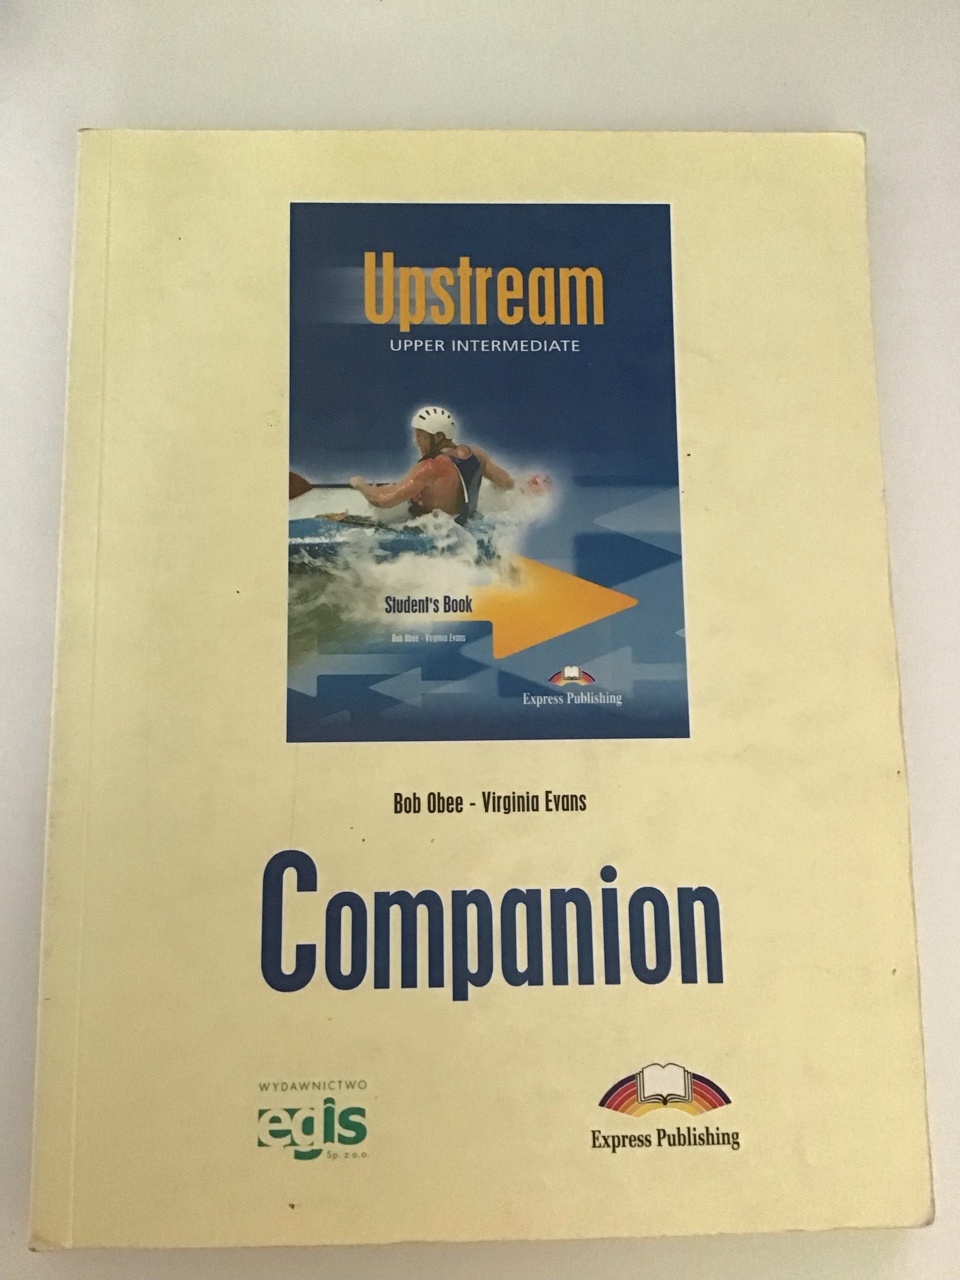 Upstream
UPPER INTERMEDIATE
Student's Book
Bob Obee - Virginia Evans
Express Publishing
Bob Obee - Virginia Evans
Companion
WYDAWNICTWO
egis
Sp. z o.o.
Express Publishing